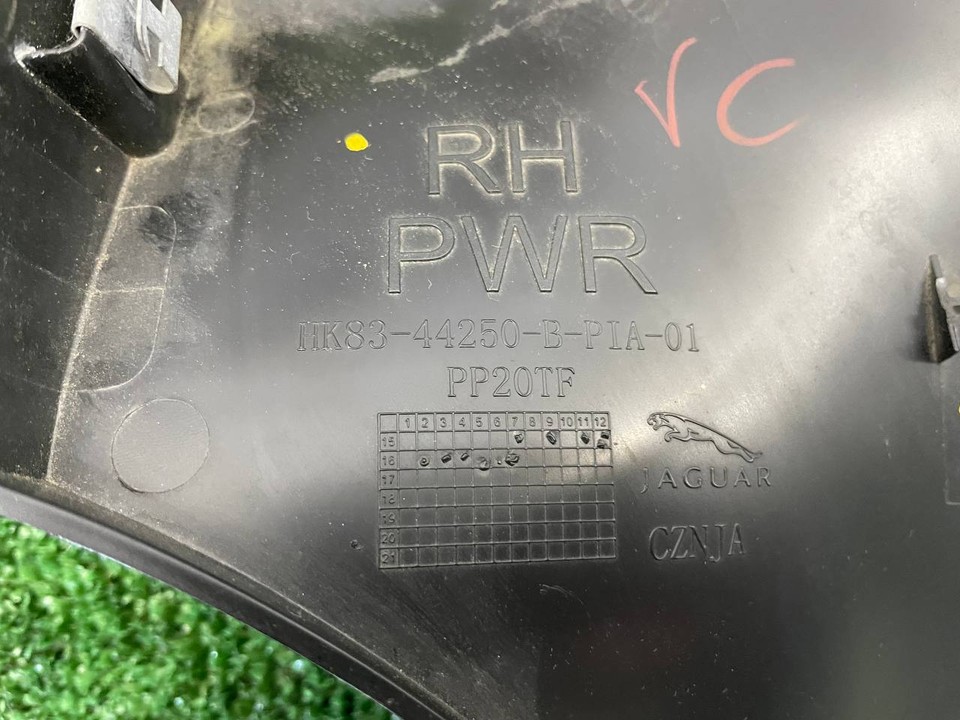 VC
RH
PWR
HK83-44250-B-PIA-01
PP20TF
1 2 3 4 5 6 7 8 9 10 11 12
15
16
17
18
19
20
21
JAGUAR
CZNJA